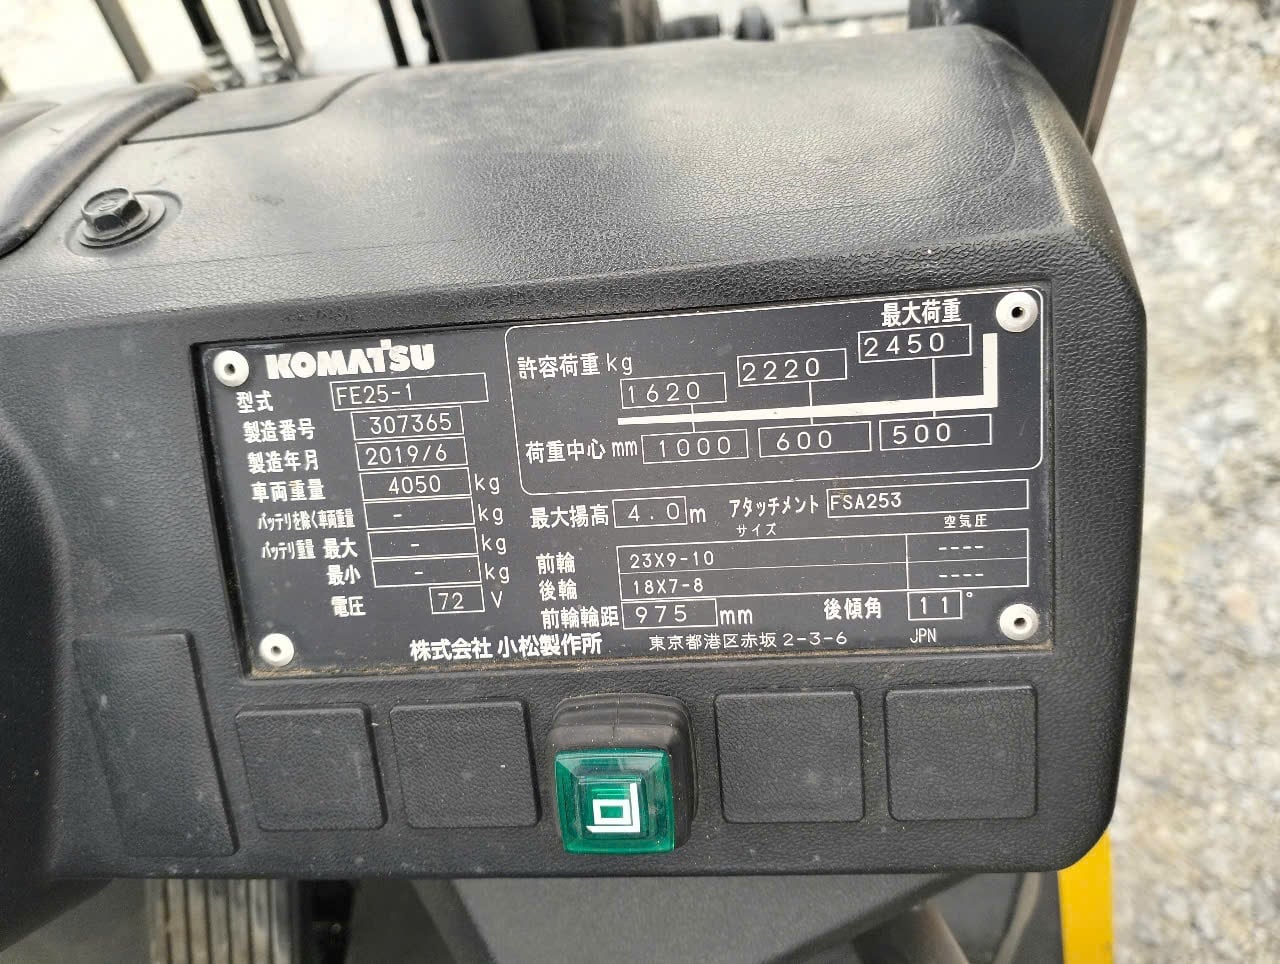 KOMATSU
型式 FE25-1
製造番号 307365
製造年月 2019/6
車両重量 4050 kg
バッテリを除く車両重量 - kg
バッテリ重量 最大 - kg
最小 - kg
電圧 72 V
最大荷重
許容荷重 kg 1620 2220 2450
荷重中心 mm 1000 600 500
最大揚高 4.0 m アタッチメント FSA253
サイズ 空気圧
前輪 23X9-10 ----
後輪 18X7-8 ----
前輪輪距 975 mm 後傾角 11°
株式会社 小松製作所 東京都港区赤坂 2-3-6 JPN